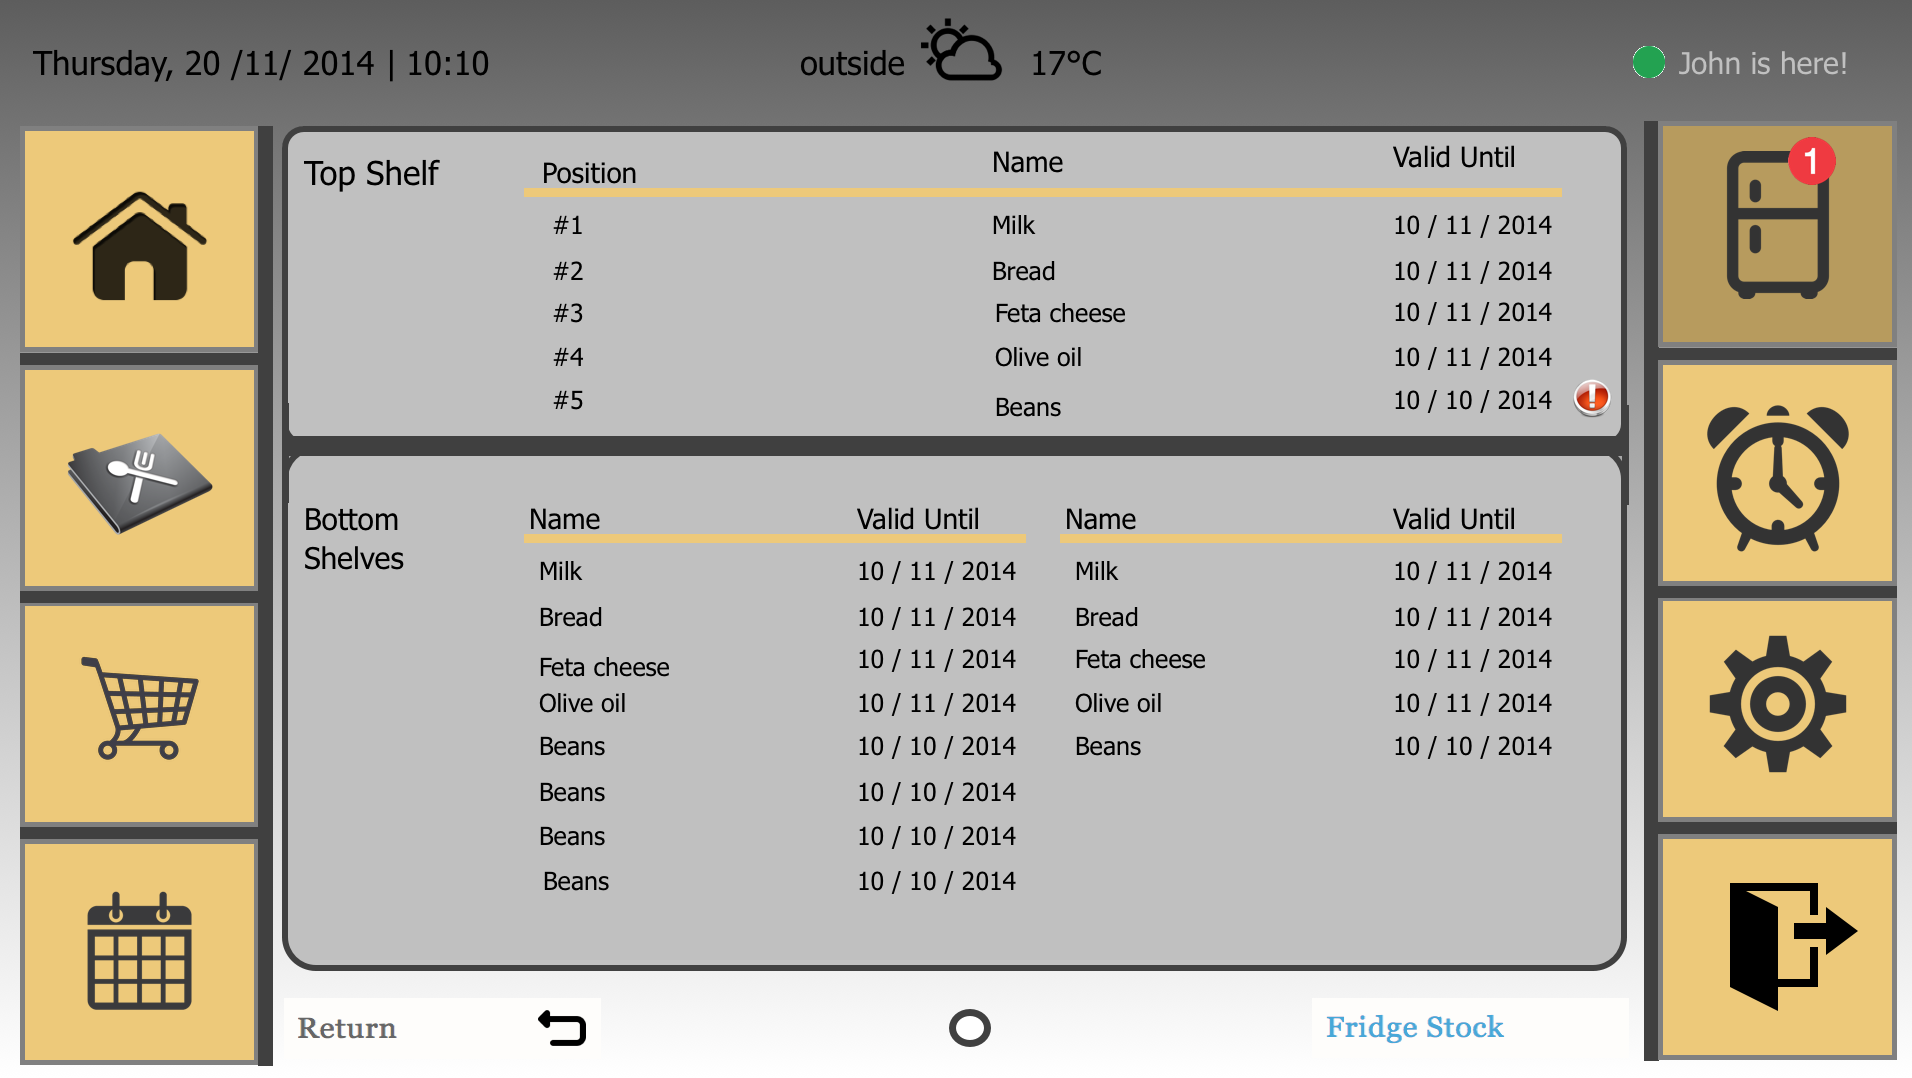 Thursday, 20 /11/ 2014 | 10:10
outside 17°C
John is here!
1
Top Shelf
Position Name Valid Until
#1 Milk 10 / 11 / 2014
#2 Bread 10 / 11 / 2014
#3 Feta cheese 10 / 11 / 2014
#4 Olive oil 10 / 11 / 2014
#5 Beans 10 / 10 / 2014 !
Bottom
Shelves
Name Valid Until Name Valid Until
Milk 10 / 11 / 2014 Milk 10 / 11 / 2014
Bread 10 / 11 / 2014 Bread 10 / 11 / 2014
Feta cheese 10 / 11 / 2014 Feta cheese 10 / 11 / 2014
Olive oil 10 / 11 / 2014 Olive oil 10 / 11 / 2014
Beans 10 / 10 / 2014 Beans 10 / 10 / 2014
Beans 10 / 10 / 2014
Beans 10 / 10 / 2014
Beans 10 / 10 / 2014
Return
Fridge Stock